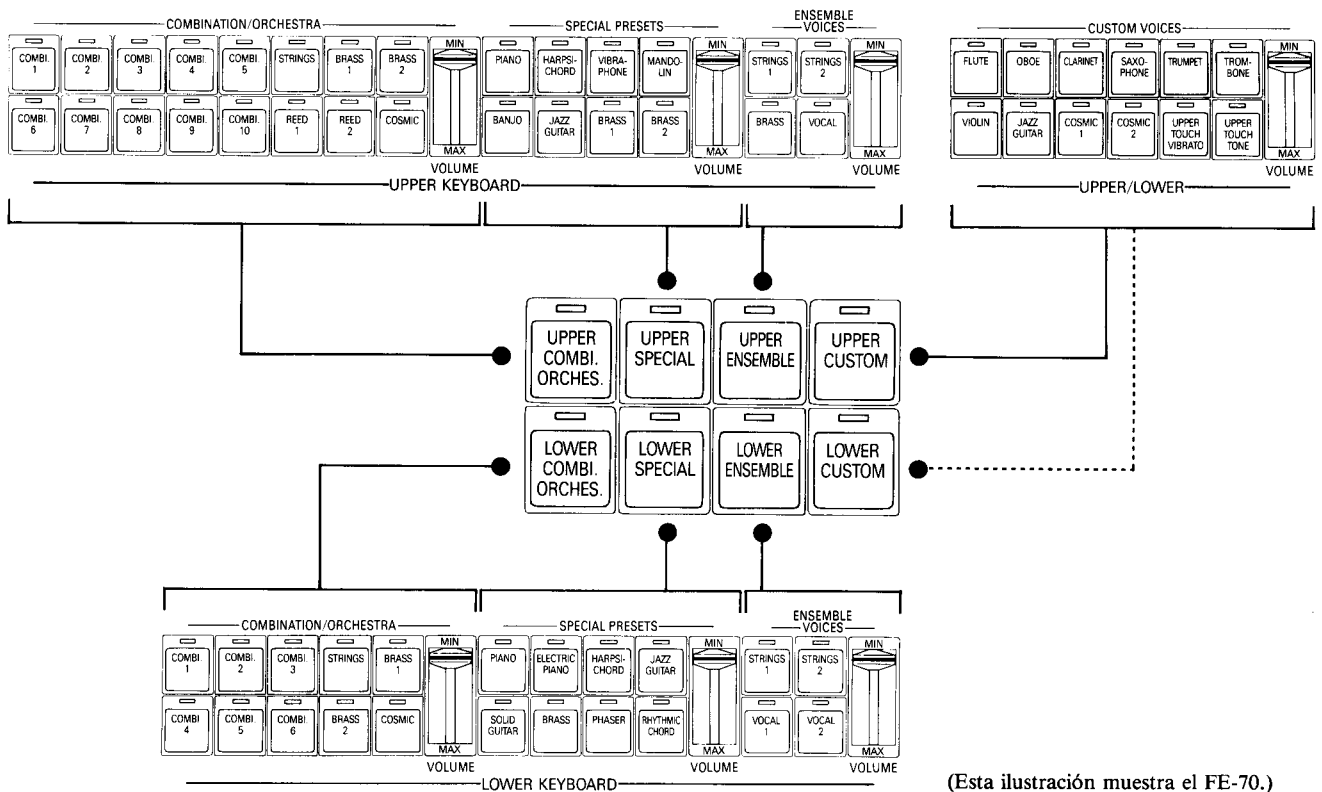 COMBINATION/ORCHESTRA
SPECIAL PRESETS
ENSEMBLE
VOICES
CUSTOM VOICES
COMBI. 1
COMBI. 2
COMBI. 3
COMBI. 4
COMBI. 5
STRINGS
BRASS 1
BRASS 2
MIN
PIANO
HARPSI-
CHORD
VIBRA-
PHONE
MANDO-
LIN
MIN
STRINGS 1
STRINGS 2
MIN
FLUTE
OBOE
CLARINET
SAXO-
PHONE
TRUMPET
TROM-
BONE
MIN
COMBI. 6
COMBI. 7
COMBI. 8
COMBI. 9
COMBI. 10
REED 1
REED 2
COSMIC
MAX
BANJO
JAZZ
GUITAR
BRASS 1
BRASS 2
MAX
BRASS
VOCAL
MAX
VIOLIN
JAZZ
GUITAR
COSMIC 1
COSMIC 2
UPPER
TOUCH
VIBRATO
UPPER
TOUCH
TONE
MAX
VOLUME
VOLUME
VOLUME
VOLUME
UPPER KEYBOARD
UPPER/LOWER
UPPER
COMBI.
ORCHES.
UPPER
SPECIAL
UPPER
ENSEMBLE
UPPER
CUSTOM
LOWER
COMBI.
ORCHES.
LOWER
SPECIAL
LOWER
ENSEMBLE
LOWER
CUSTOM
COMBINATION/ORCHESTRA
SPECIAL PRESETS
ENSEMBLE
VOICES
COMBI. 1
COMBI. 2
COMBI. 3
STRINGS
BRASS 1
MIN
PIANO
ELECTRIC
PIANO
HARPSI-
CHORD
JAZZ
GUITAR
MIN
STRINGS 1
STRINGS 2
MIN
COMBI 4
COMBI. 5
COMBI. 6
BRASS 2
COSMIC
MAX
SOLID
GUITAR
BRASS
PHASER
RHYTHMIC
CHORD
MAX
VOCAL 1
VOCAL 2
MAX
VOLUME
VOLUME
VOLUME
LOWER KEYBOARD
(Esta ilustración muestra el FE-70.)